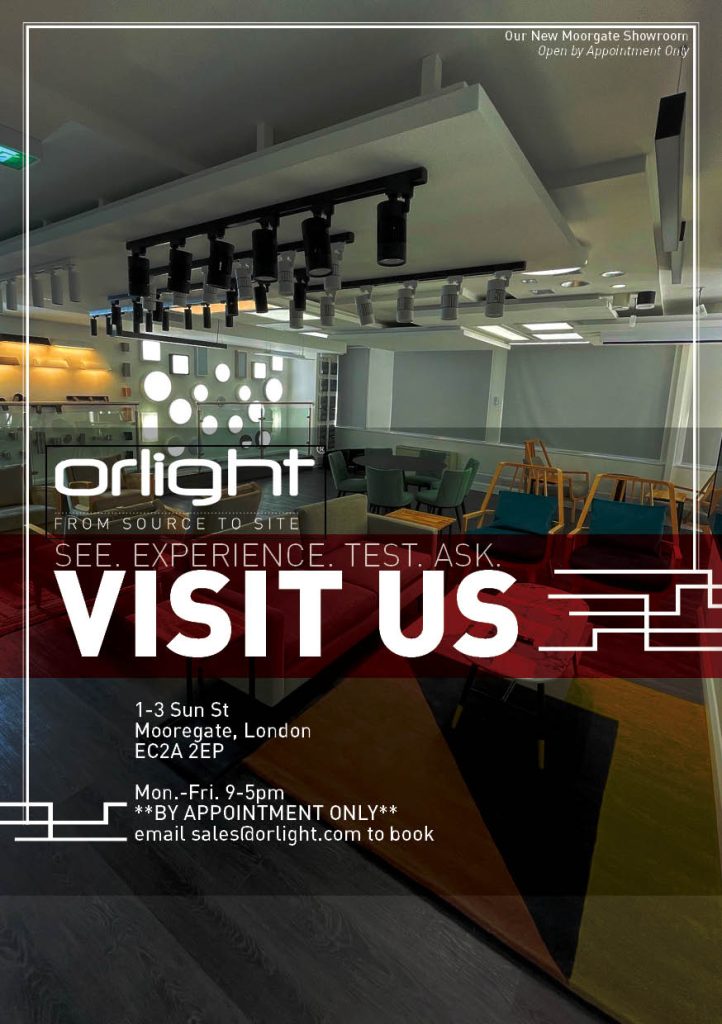 Our New Moorgate Showroom
Open by Appointment Only
orlight UK
FROM SOURCE TO SITE
SEE. EXPERIENCE. TEST. ASK.
VISIT US
1-3 Sun St
Mooregate, London
EC2A 2EP
Mon.-Fri. 9-5pm
**BY APPOINTMENT ONLY**
email sales@orlight.com to book